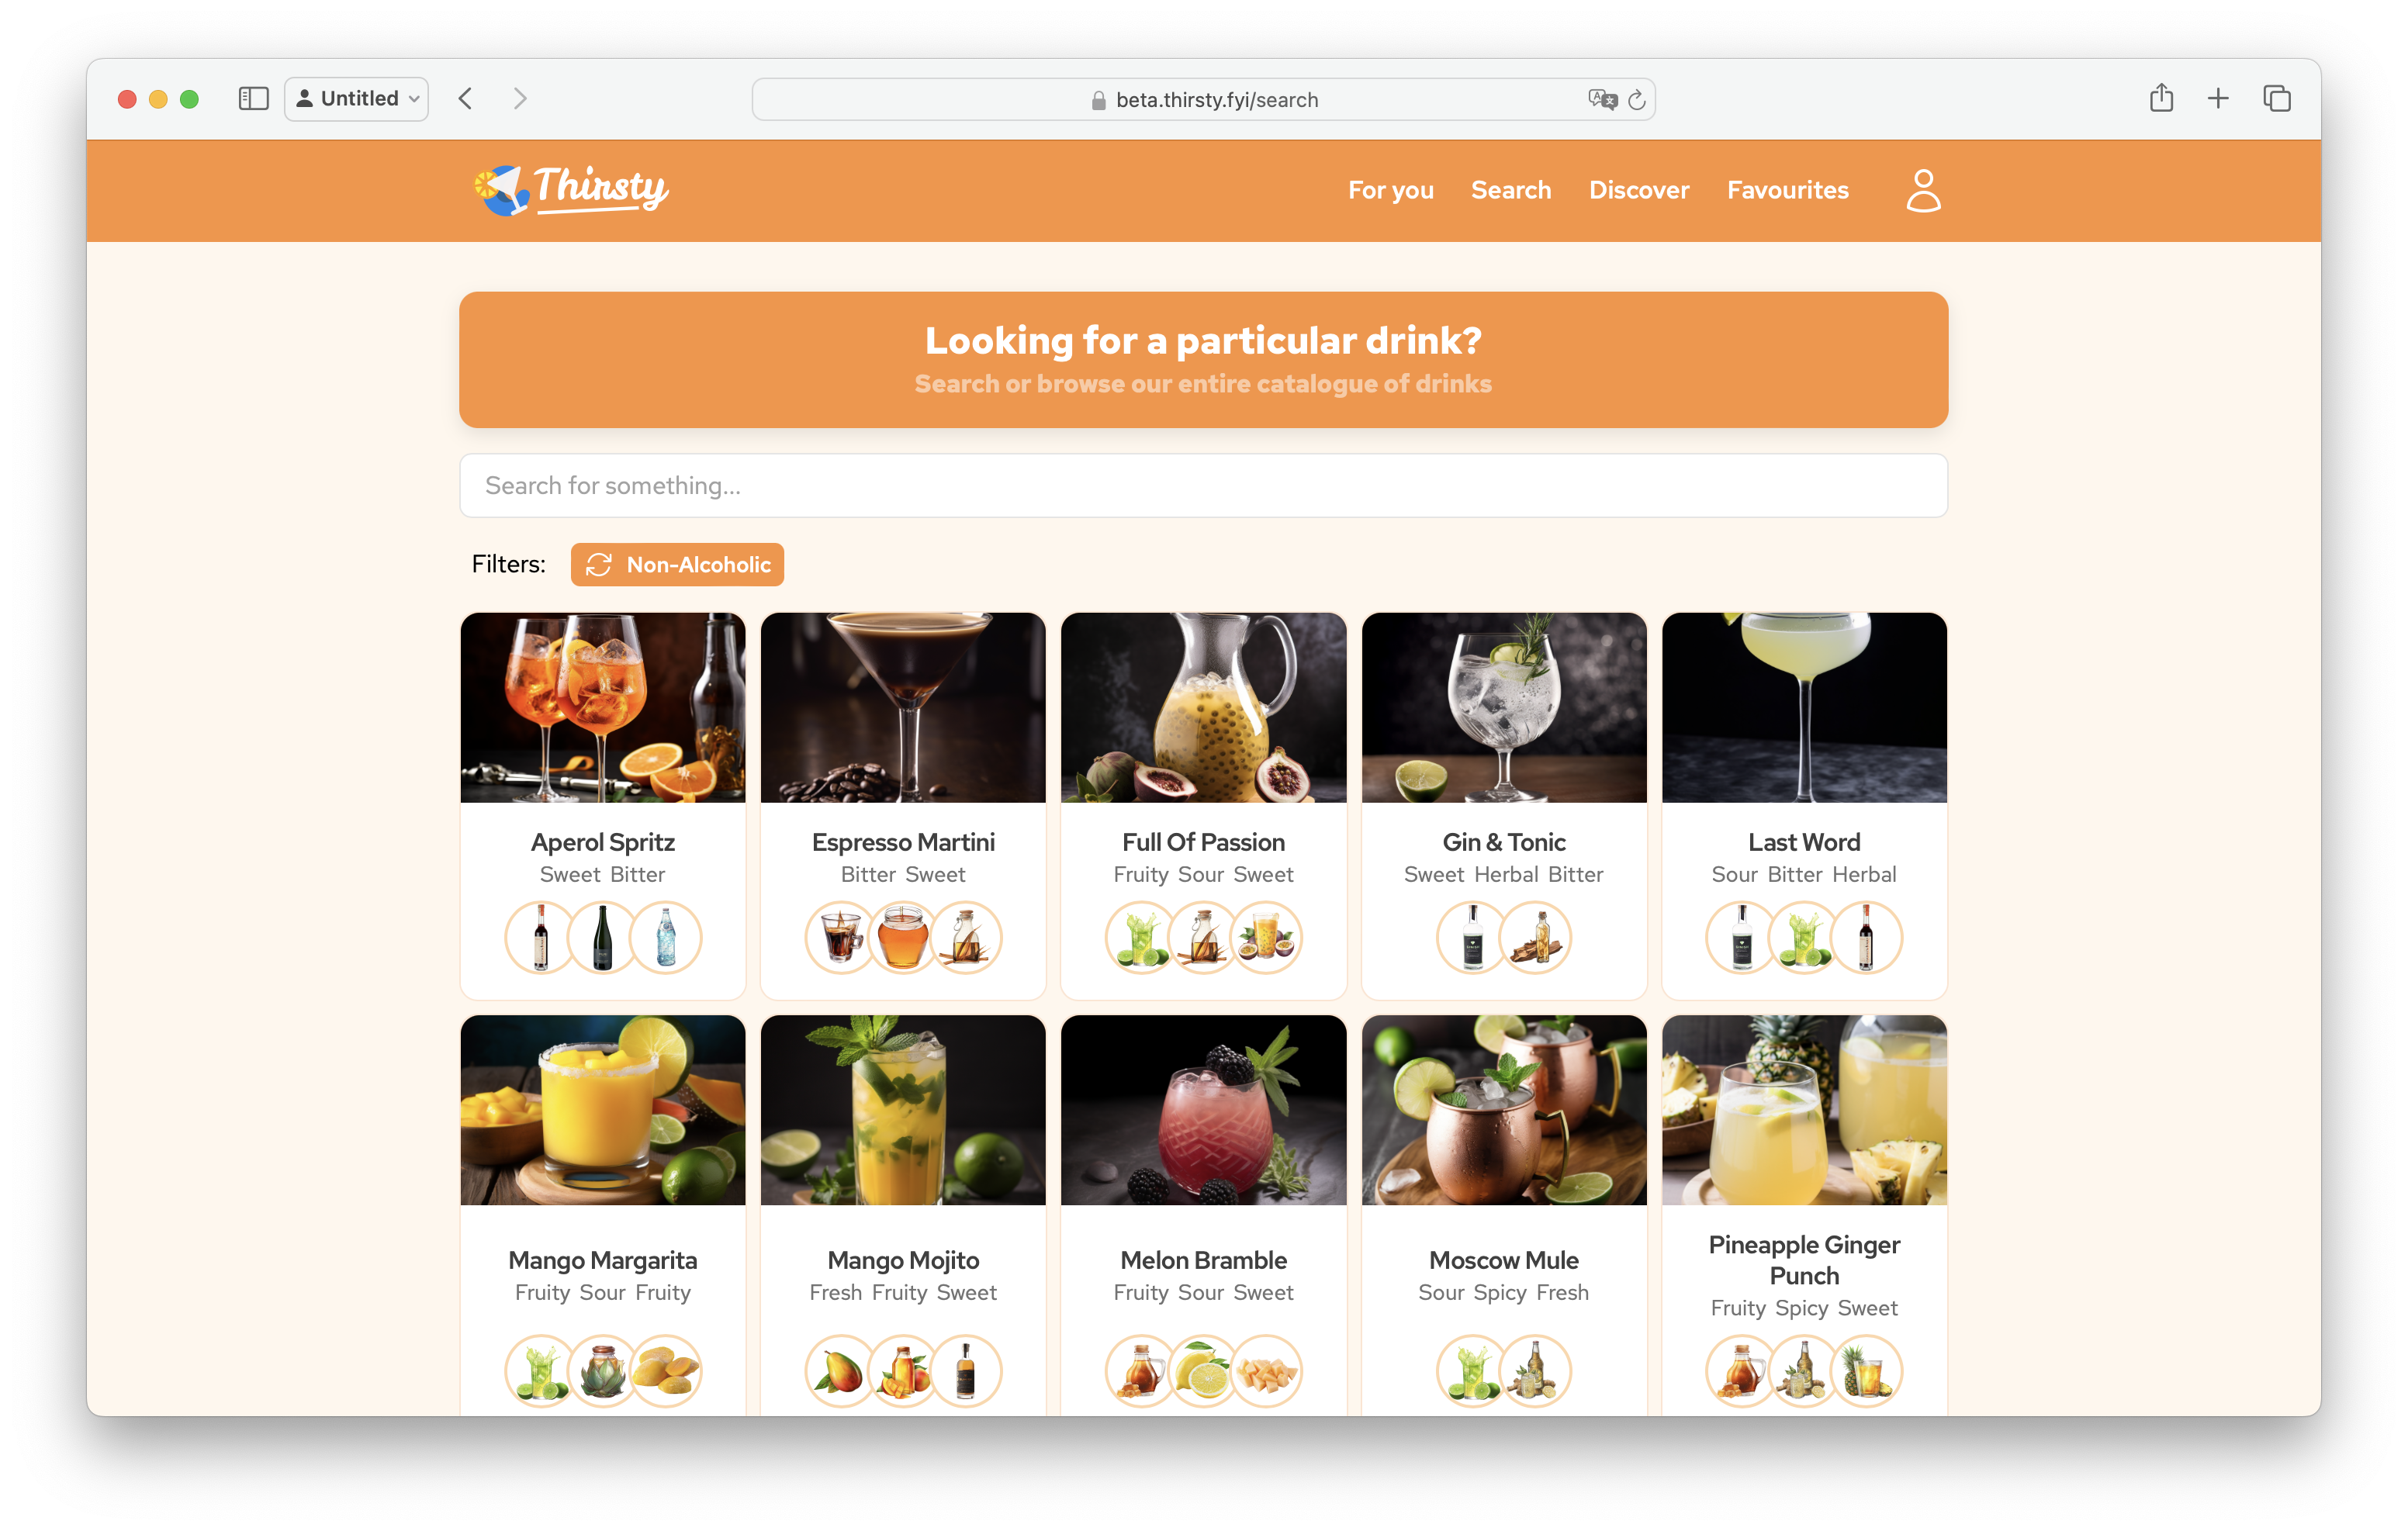 Untitled
beta.thirsty.fyi/search
Thirsty
For you Search Discover Favourites
Looking for a particular drink?
Search or browse our entire catalogue of drinks
Search for something...
Filters: Non-Alcoholic
Aperol Spritz
Sweet Bitter
Espresso Martini
Bitter Sweet
Full Of Passion
Fruity Sour Sweet
Gin & Tonic
Sweet Herbal Bitter
Last Word
Sour Bitter Herbal
Mango Margarita
Fruity Sour Fruity
Mango Mojito
Fresh Fruity Sweet
Melon Bramble
Fruity Sour Sweet
Moscow Mule
Sour Spicy Fresh
Pineapple Ginger
Punch
Fruity Spicy Sweet